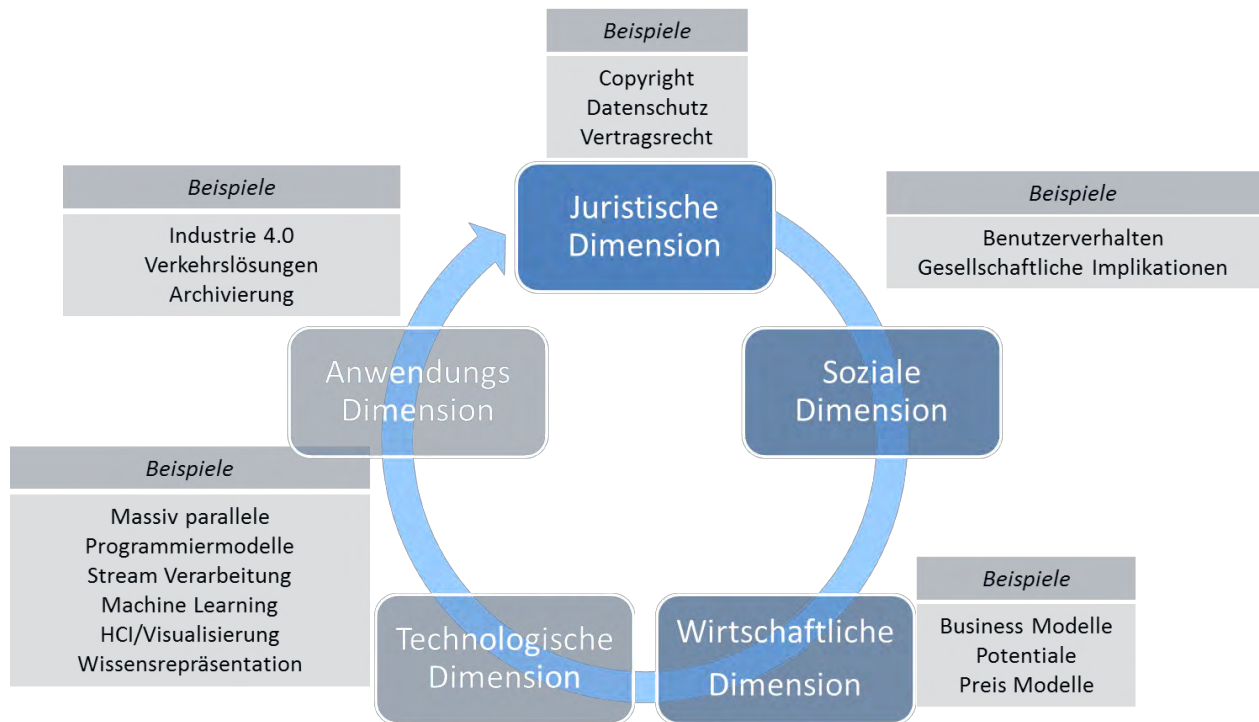 Beispiele
Copyright
Datenschutz
Vertragsrecht
Juristische
Dimension
Beispiele
Benutzerverhalten
Gesellschaftliche Implikationen
Soziale
Dimension
Beispiele
Business Modelle
Potentiale
Preis Modelle
Wirtschaftliche
Dimension
Technologische
Dimension
Beispiele
Massiv parallele
Programmiermodelle
Stream Verarbeitung
Machine Learning
HCI/Visualisierung
Wissensrepräsentation
Anwendungs
Dimension
Beispiele
Industrie 4.0
Verkehrslösungen
Archivierung